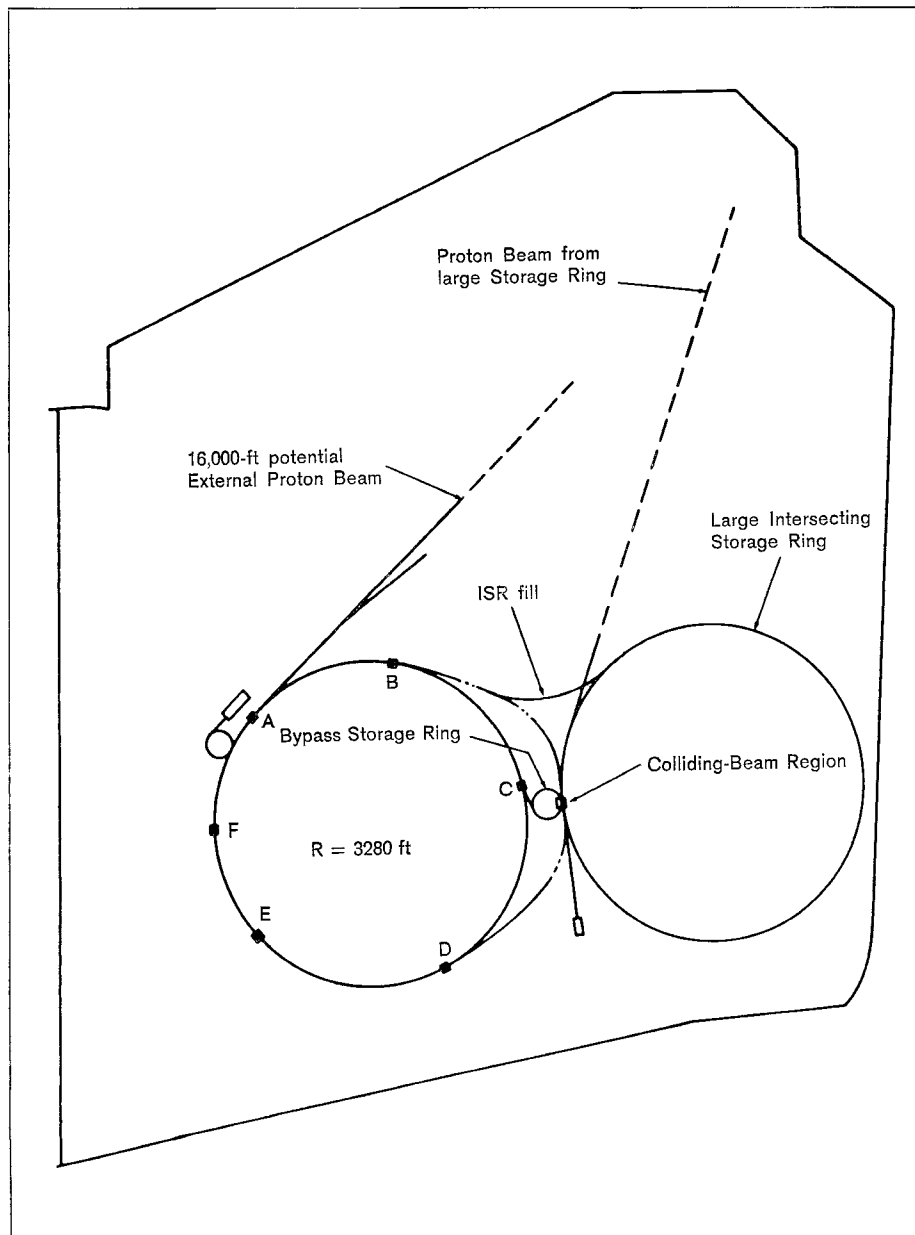 Proton Beam from
large Storage Ring
16,000-ft potential
External Proton Beam
Large Intersecting
Storage Ring
ISR fill
B
A
Bypass Storage Ring
Colliding-Beam Region
C
F
R = 3280 ft
E
D